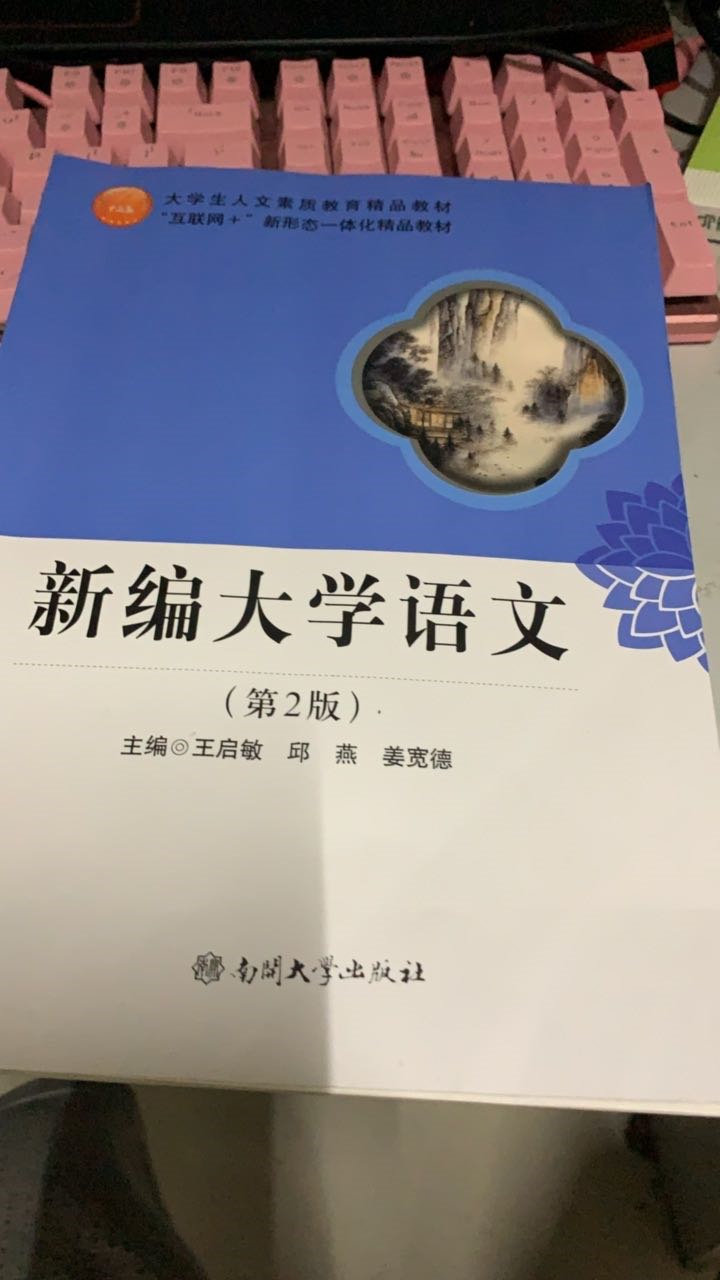 大学生人文素质教育精品教材
“互联网+”新形态一体化精品教材
新编大学语文
（第2版）
主编◎王启敏 邱 燕 姜宽德
南開大学出版社